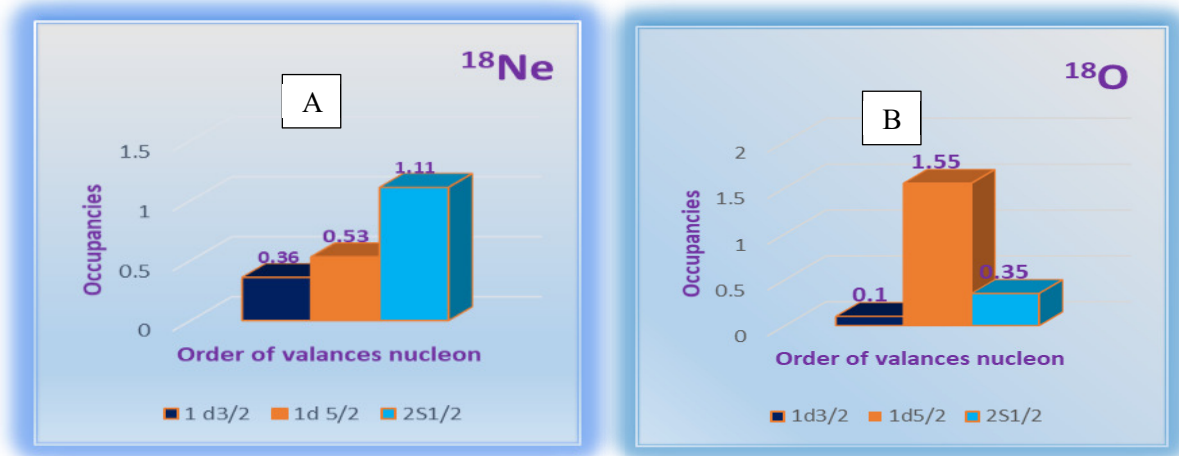 ¹⁸Ne
A
1.5
1
0.5
0
Occupancies
0.36
0.53
1.11
Order of valances nucleon
1 d3/2 1d 5/2 2S1/2
¹⁸O
B
2
1.5
1
0.5
0
Occupancies
0.1
1.55
0.35
Order of valances nucleon
1d3/2 1d5/2 2S1/2